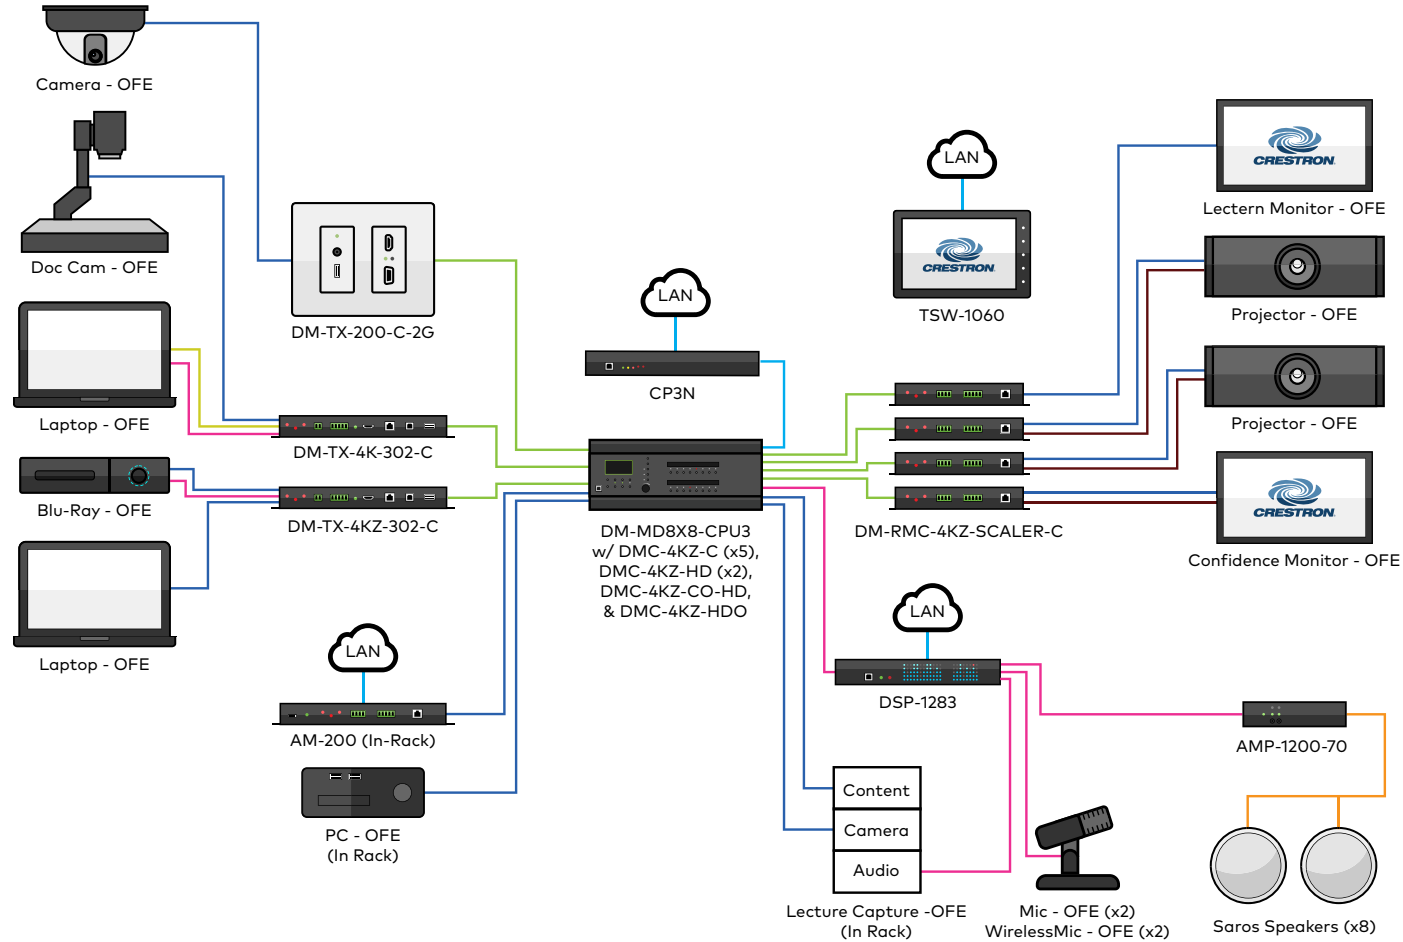 Camera - OFE
Doc Cam - OFE
Laptop - OFE
Blu-Ray - OFE
Laptop - OFE
DM-TX-200-C-2G
DM-TX-4K-302-C
DM-TX-4KZ-302-C
LAN
AM-200 (In-Rack)
PC - OFE
(In Rack)
LAN
CP3N
DM-MD8X8-CPU3
w/ DMC-4KZ-C (x5),
DMC-4KZ-HD (x2),
DMC-4KZ-CO-HD,
& DMC-4KZ-HDO
LAN
CRESTRON
TSW-1060
DM-RMC-4KZ-SCALER-C
CRESTRON
Lectern Monitor - OFE
Projector - OFE
Projector - OFE
CRESTRON
Confidence Monitor - OFE
LAN
DSP-1283
AMP-1200-70
Content
Camera
Audio
Lecture Capture -OFE
(In Rack)
Mic - OFE (x2)
WirelessMic - OFE (x2)
Saros Speakers (x8)